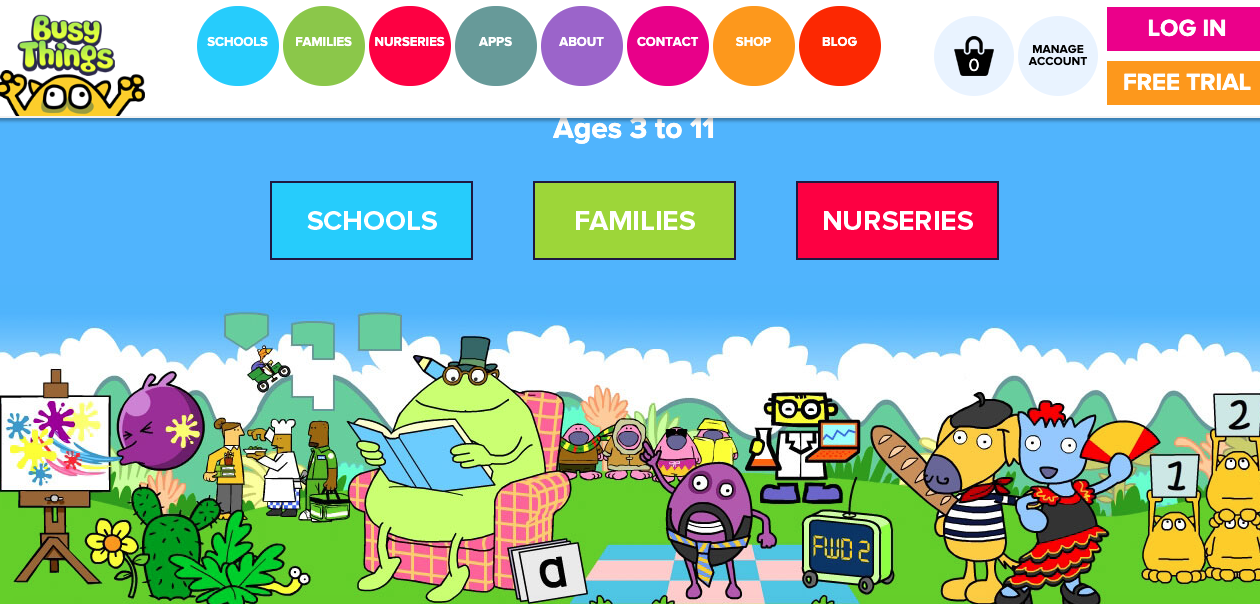 Busy
Things
SCHOOLS
FAMILIES
NURSERIES
APPS
ABOUT
CONTACT
SHOP
BLOG
0
MANAGE
ACCOUNT
LOG IN
FREE TRIAL
Ages 3 to 11
SCHOOLS
FAMILIES
NURSERIES
2
1
FWD 2
a